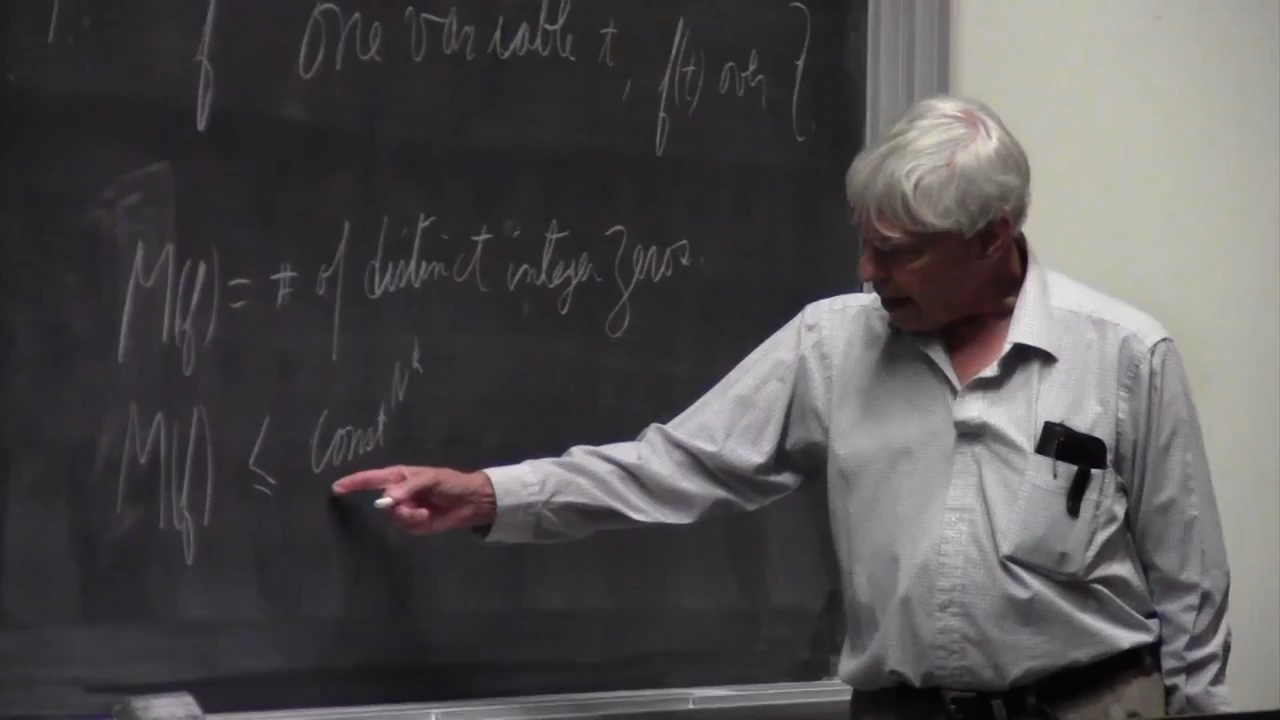 f one variable t, f(t) over Z.
M(f) = # of distinct integer zeros.
M(f) ≤ const^N^k